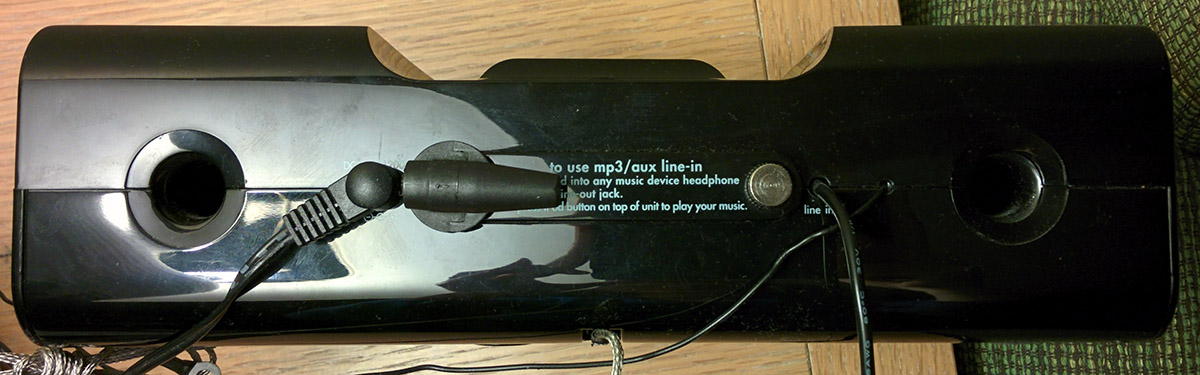 to use mp3/aux line-in
into any music device headphone
-out jack.
button on top of unit to play your music.
line in